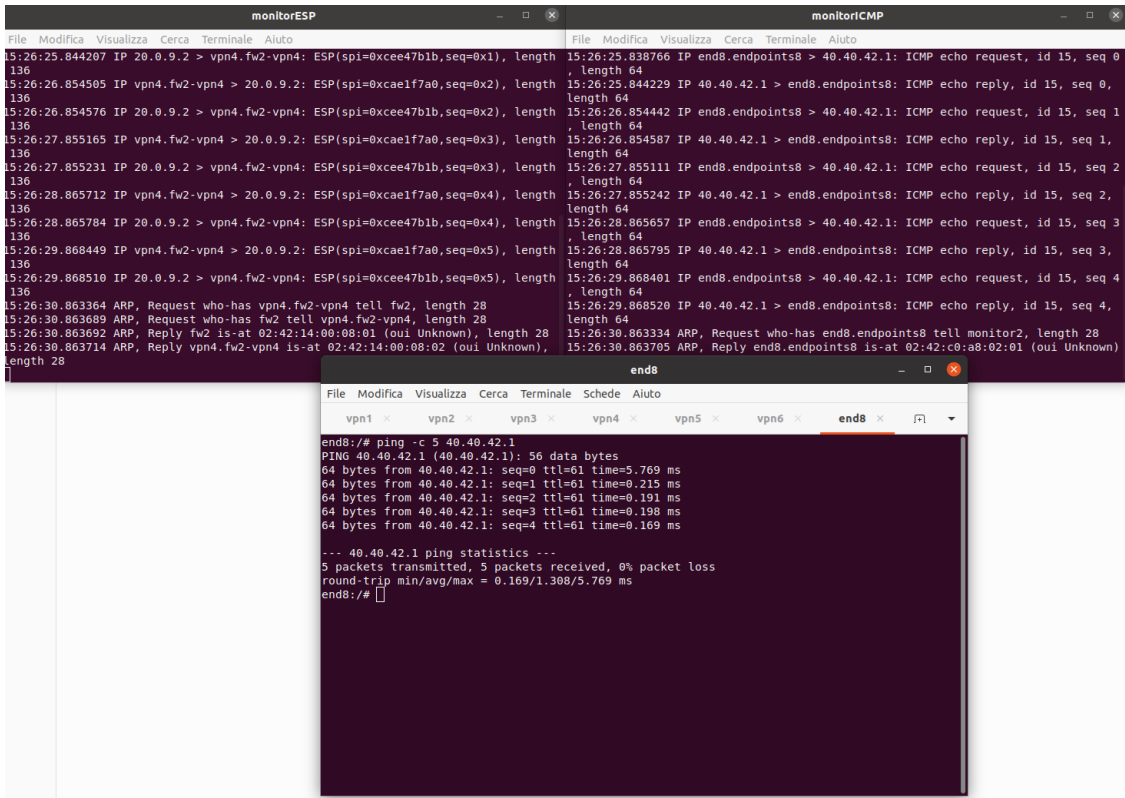 monitorESP
File Modifica Visualizza Cerca Terminale Aiuto
15:26:25.844207 IP 20.0.9.2 > vpn4.fw2-vpn4: ESP(spi=0xcee47b1b,seq=0x1), length
 136
15:26:26.854505 IP vpn4.fw2-vpn4 > 20.0.9.2: ESP(spi=0xcae1f7a0,seq=0x2), length
 136
15:26:26.854576 IP 20.0.9.2 > vpn4.fw2-vpn4: ESP(spi=0xcee47b1b,seq=0x2), length
 136
15:26:27.855165 IP vpn4.fw2-vpn4 > 20.0.9.2: ESP(spi=0xcae1f7a0,seq=0x3), length
 136
15:26:27.855231 IP 20.0.9.2 > vpn4.fw2-vpn4: ESP(spi=0xcee47b1b,seq=0x3), length
 136
15:26:28.865712 IP vpn4.fw2-vpn4 > 20.0.9.2: ESP(spi=0xcae1f7a0,seq=0x4), length
 136
15:26:28.865784 IP 20.0.9.2 > vpn4.fw2-vpn4: ESP(spi=0xcee47b1b,seq=0x4), length
 136
15:26:29.868449 IP vpn4.fw2-vpn4 > 20.0.9.2: ESP(spi=0xcae1f7a0,seq=0x5), length
 136
15:26:29.868510 IP 20.0.9.2 > vpn4.fw2-vpn4: ESP(spi=0xcee47b1b,seq=0x5), length
 136
15:26:30.863364 ARP, Request who-has vpn4.fw2-vpn4 tell fw2, length 28
15:26:30.863689 ARP, Request who-has fw2 tell vpn4.fw2-vpn4, length 28
15:26:30.863692 ARP, Reply fw2 is-at 02:42:14:00:08:01 (oui Unknown), length 28
15:26:30.863714 ARP, Reply vpn4.fw2-vpn4 is-at 02:42:14:00:08:02 (oui Unknown),
length 28
monitorICMP
File Modifica Visualizza Cerca Terminale Aiuto
15:26:25.838766 IP end8.endpoints8 > 40.40.42.1: ICMP echo request, id 15, seq 0
, length 64
15:26:25.844229 IP 40.40.42.1 > end8.endpoints8: ICMP echo reply, id 15, seq 0,
length 64
15:26:26.854442 IP end8.endpoints8 > 40.40.42.1: ICMP echo request, id 15, seq 1
, length 64
15:26:26.854587 IP 40.40.42.1 > end8.endpoints8: ICMP echo reply, id 15, seq 1,
length 64
15:26:27.855111 IP end8.endpoints8 > 40.40.42.1: ICMP echo request, id 15, seq 2
, length 64
15:26:27.855242 IP 40.40.42.1 > end8.endpoints8: ICMP echo reply, id 15, seq 2,
length 64
15:26:28.865657 IP end8.endpoints8 > 40.40.42.1: ICMP echo request, id 15, seq 3
, length 64
15:26:28.865795 IP 40.40.42.1 > end8.endpoints8: ICMP echo reply, id 15, seq 3,
length 64
15:26:29.868401 IP end8.endpoints8 > 40.40.42.1: ICMP echo request, id 15, seq 4
, length 64
15:26:29.868520 IP 40.40.42.1 > end8.endpoints8: ICMP echo reply, id 15, seq 4,
length 64
15:26:30.863334 ARP, Request who-has end8.endpoints8 tell monitor2, length 28
15:26:30.863705 ARP, Reply end8.endpoints8 is-at 02:42:c0:a8:02:01 (oui Unknown)
end8
File Modifica Visualizza Cerca Terminale Schede Aiuto
vpn1 vpn2 vpn3 vpn4 vpn5 vpn6 end8
end8:/# ping -c 5 40.40.42.1
PING 40.40.42.1 (40.40.42.1): 56 data bytes
64 bytes from 40.40.42.1: seq=0 ttl=61 time=5.769 ms
64 bytes from 40.40.42.1: seq=1 ttl=61 time=0.215 ms
64 bytes from 40.40.42.1: seq=2 ttl=61 time=0.191 ms
64 bytes from 40.40.42.1: seq=3 ttl=61 time=0.198 ms
64 bytes from 40.40.42.1: seq=4 ttl=61 time=0.169 ms
--- 40.40.42.1 ping statistics ---
5 packets transmitted, 5 packets received, 0% packet loss
round-trip min/avg/max = 0.169/1.308/5.769 ms
end8:/#